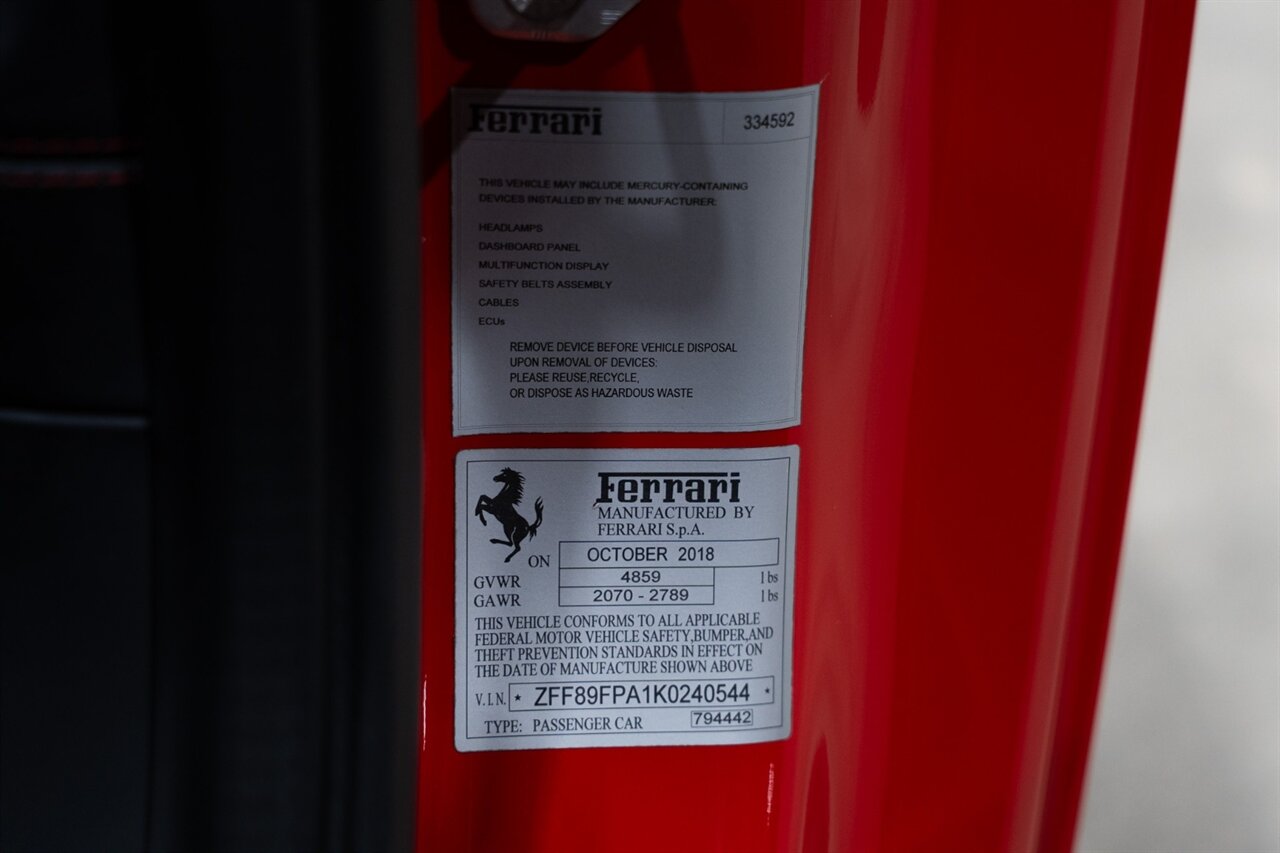 Ferrari 334592
THIS VEHICLE MAY INCLUDE MERCURY-CONTAINING
DEVICES INSTALLED BY THE MANUFACTURER:
HEADLAMPS
DASHBOARD PANEL
MULTIFUNCTION DISPLAY
SAFETY BELTS ASSEMBLY
CABLES
ECUs
REMOVE DEVICE BEFORE VEHICLE DISPOSAL
UPON REMOVAL OF DEVICES:
PLEASE REUSE,RECYCLE,
OR DISPOSE AS HAZARDOUS WASTE
Ferrari
MANUFACTURED BY
FERRARI S.p.A.
ON OCTOBER 2018
GVWR 4859 lbs
GAWR 2070 - 2789 lbs
THIS VEHICLE CONFORMS TO ALL APPLICABLE
FEDERAL MOTOR VEHICLE SAFETY,BUMPER,AND
THEFT PREVENTION STANDARDS IN EFFECT ON
THE DATE OF MANUFACTURE SHOWN ABOVE
V.I.N. * ZFF89FPA1K0240544 *
TYPE: PASSENGER CAR 794442